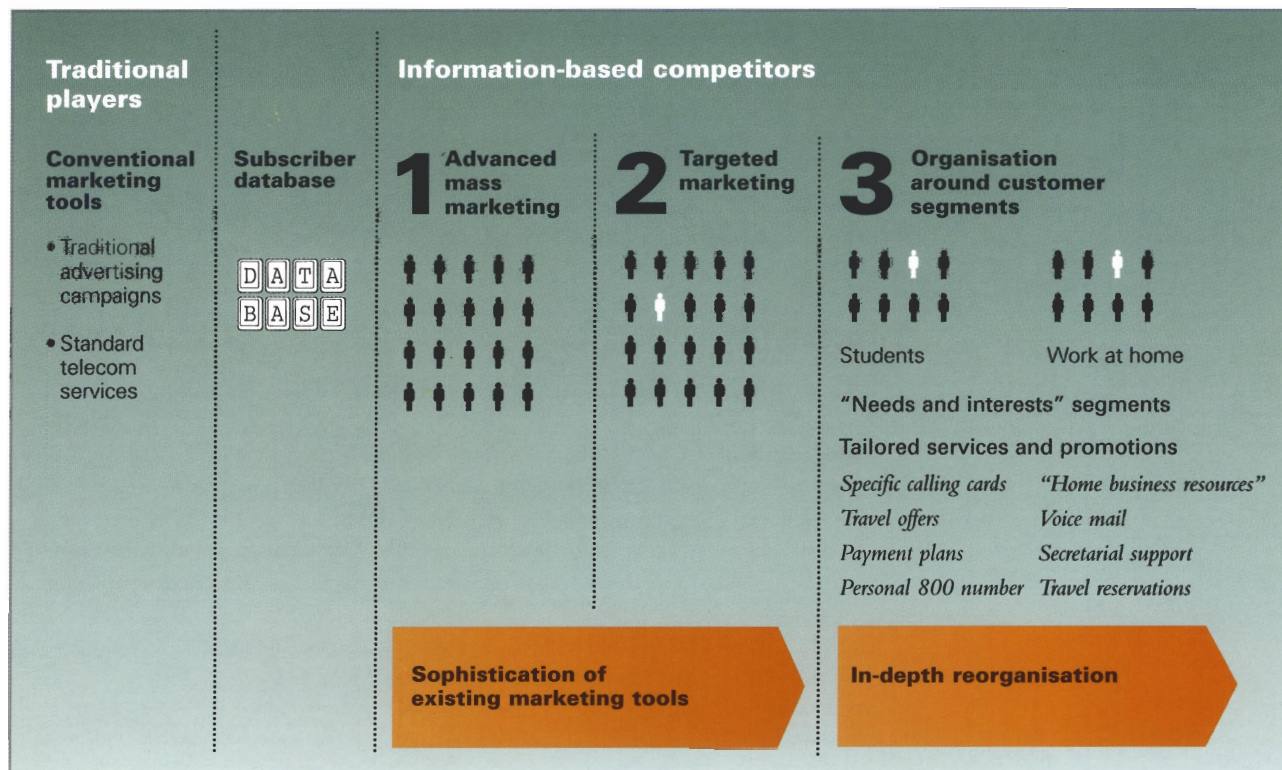 Traditional
players
Information-based competitors
Conventional
marketing
tools
• Traditional
advertising
campaigns
• Standard
telecom
services
Subscriber
database
DATA
BASE
1 Advanced
mass
marketing
2 Targeted
marketing
3 Organisation
around customer
segments
Students
Work at home
“Needs and interests” segments
Tailored services and promotions
Specific calling cards
Travel offers
Payment plans
Personal 800 number
“Home business resources”
Voice mail
Secretarial support
Travel reservations
Sophistication of
existing marketing tools
In-depth reorganisation